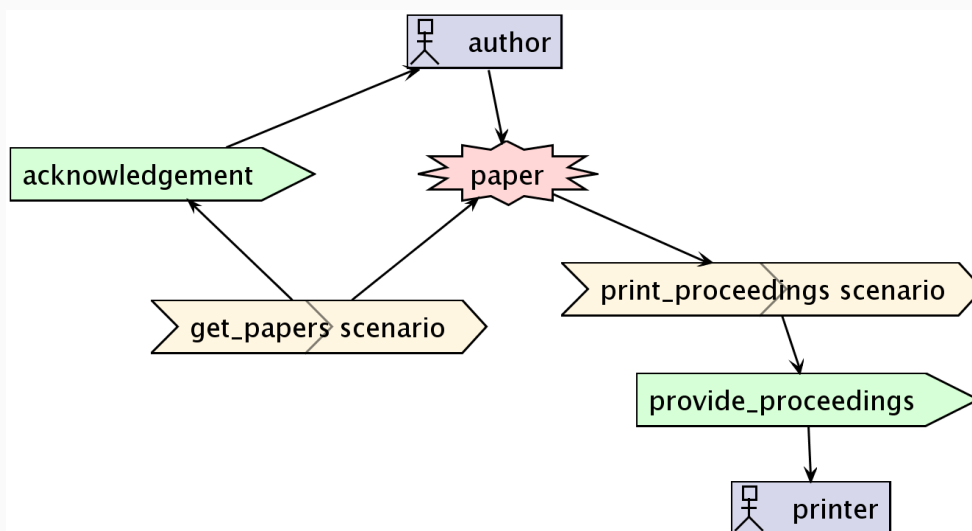 author
acknowledgement
paper
print_proceedings scenario
get_papers scenario
provide_proceedings
printer